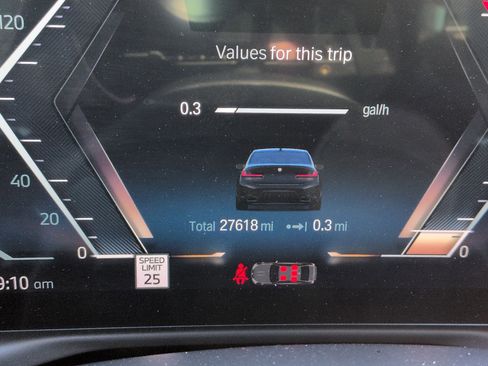 120
Values for this trip
0.3 gal/h
40
20
Total 27618 mi 0.3 mi
0 0
SPEED
LIMIT
25
9:10 am